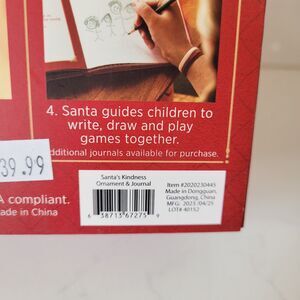 4. Santa guides children to
write, draw and play
games together.
additional journals available for purchase.
39.99
A compliant.
ade in China
Santa's Kindness
Ornament & Journal
6 38713 67275 9
Item #2020230445
Made in Dongguan,
Guangdong, China
MFG. 2023/04/25
LOT# 40152